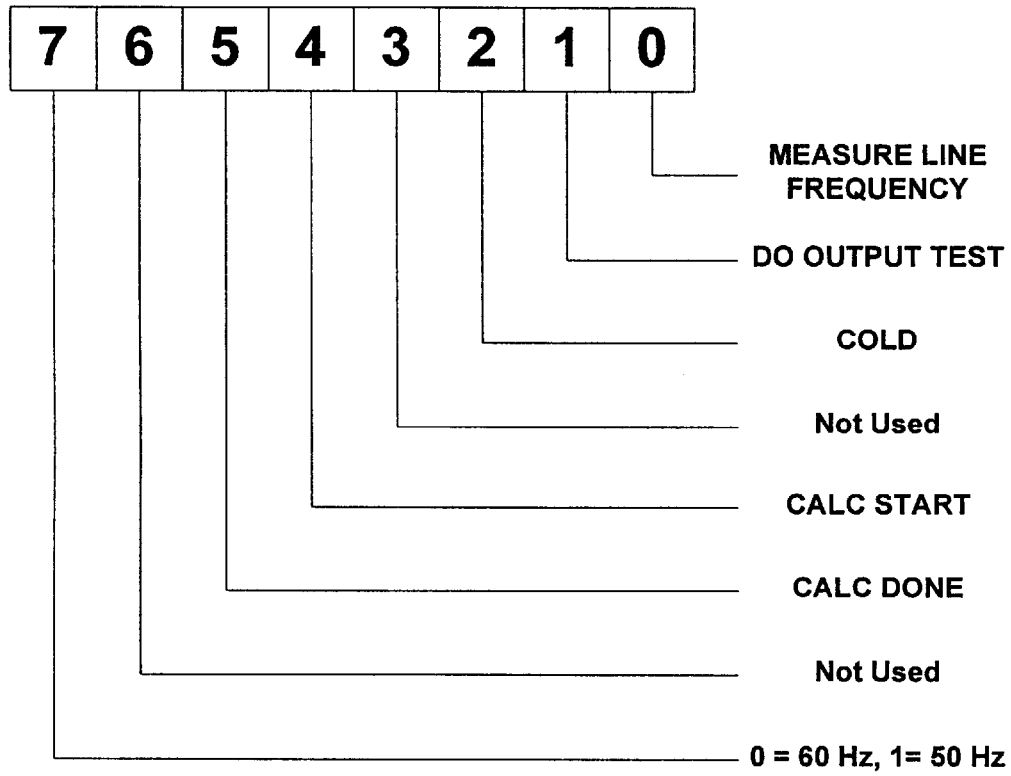 7 6 5 4 3 2 1 0
MEASURE LINE
FREQUENCY
DO OUTPUT TEST
COLD
Not Used
CALC START
CALC DONE
Not Used
0 = 60 Hz, 1= 50 Hz